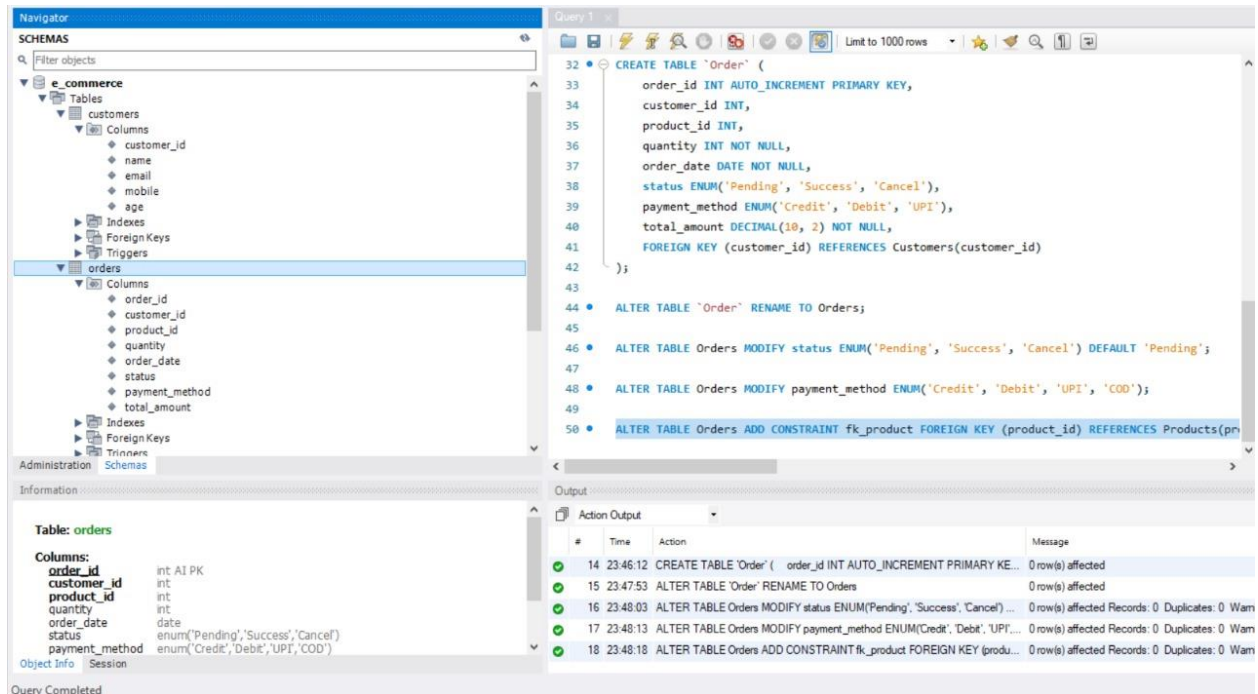 Navigator
SCHEMAS
Filter objects
e_commerce
Tables
customers
Columns
customer_id
name
email
mobile
age
Indexes
Foreign Keys
Triggers
orders
Columns
order_id
customer_id
product_id
quantity
order_date
status
payment_method
total_amount
Indexes
Foreign Keys
Triggers
Administration Schemas
Information
Table: orders
Columns:
order_id int AI PK
customer_id int
product_id int
quantity int
order_date date
status enum('Pending','Success','Cancel')
payment_method enum('Credit','Debit','UPI','COD')
Object Info Session
Query Completed
Query 1
Limit to 1000 rows
32 CREATE TABLE `Order` (
33 order_id INT AUTO_INCREMENT PRIMARY KEY,
34 customer_id INT,
35 product_id INT,
36 quantity INT NOT NULL,
37 order_date DATE NOT NULL,
38 status ENUM('Pending', 'Success', 'Cancel'),
39 payment_method ENUM('Credit', 'Debit', 'UPI'),
40 total_amount DECIMAL(10, 2) NOT NULL,
41 FOREIGN KEY (customer_id) REFERENCES Customers(customer_id)
42 );
43
44 ALTER TABLE `Order` RENAME TO Orders;
45
46 ALTER TABLE Orders MODIFY status ENUM('Pending', 'Success', 'Cancel') DEFAULT 'Pending';
47
48 ALTER TABLE Orders MODIFY payment_method ENUM('Credit', 'Debit', 'UPI', 'COD');
49
50 ALTER TABLE Orders ADD CONSTRAINT fk_product FOREIGN KEY (product_id) REFERENCES Products(pr
Output
Action Output
# Time Action Message
14 23:46:12 CREATE TABLE `Order` ( order_id INT AUTO_INCREMENT PRIMARY KE... 0 row(s) affected
15 23:47:53 ALTER TABLE `Order` RENAME TO Orders 0 row(s) affected
16 23:48:03 ALTER TABLE Orders MODIFY status ENUM('Pending', 'Success', 'Cancel') ... 0 row(s) affected Records: 0 Duplicates: 0 Warn
17 23:48:13 ALTER TABLE Orders MODIFY payment_method ENUM('Credit', 'Debit', 'UPI',... 0 row(s) affected Records: 0 Duplicates: 0 Warn
18 23:48:18 ALTER TABLE Orders ADD CONSTRAINT fk_product FOREIGN KEY (produ... 0 row(s) affected Records: 0 Duplicates: 0 Warn